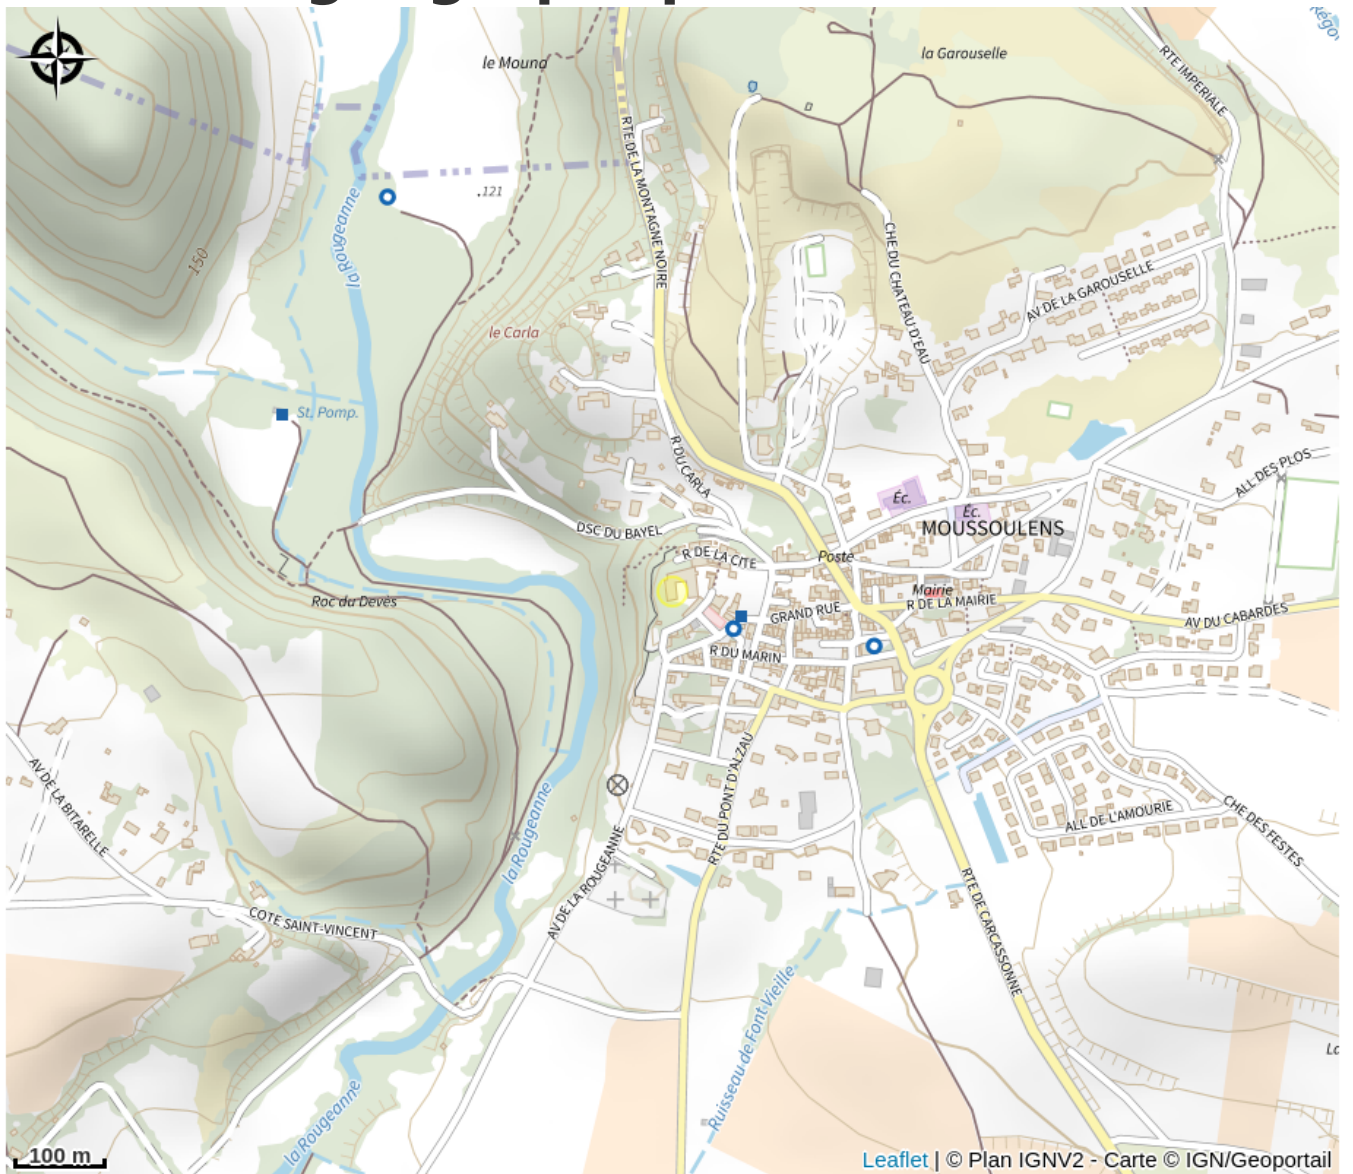 le Mound
la Garouselle
RTE IMPERIALE
RTE DE LA MONTAGNE NOIRE
.121
la Rougeanne
150
CHE DU CHATEAU D'EAU
AV DE LA GAROUSELLE
le Carla
St. Pomp.
R DU CARLA
ALL DES PLOS
Éc.
Éc.
MOUSSOULENS
DSC DU BAYEL
R DE LA CITE
Poste
Roc du Devès
Mairie
R DE LA MAIRIE
GRAND RUE
AV DU CABARDES
R DU MARIN
AV DE LA BITARELLE
RTE DU PONT D'ALZAU
la Rougeanne
ALL DE L'AMOURIE
CHE DES FESTES
AV DE LA ROUGEANNE
RTE DE CARCASSONNE
COTE SAINT-VINCENT
Ruisseau de Font Vieille
la Rougeanne
100 m
Leaflet | © Plan IGNV2 - Carte © IGN/Geoportail